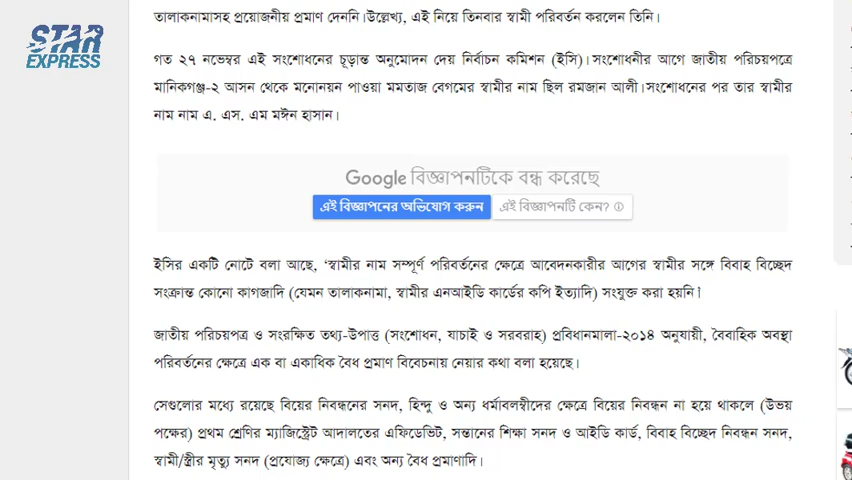 STAR
EXPRESS
তালাকনামাসহ প্রয়োজনীয় প্রমাণ দেননি। উল্লেখ্য, এই নিয়ে তিনবার স্বামী পরিবর্তন করলেন তিনি।
গত ২৭ নভেম্বর এই সংশোধনের চূড়ান্ত অনুমোদন দেয় নির্বাচন কমিশন (ইসি)। সংশোধনীর আগে জাতীয় পরিচয়পত্রে
মানিকগঞ্জ-২ আসন থেকে মনোনয়ন পাওয়া মমতাজ বেগমের স্বামীর নাম ছিল রমজান আলী। সংশোধনের পর তার স্বামীর
নাম নাম এ. এস. এম মঈন হাসান।
Google বিজ্ঞাপনটিকে বন্ধ করেছে
এই বিজ্ঞাপনের অভিযোগ করুন এই বিজ্ঞাপনটি কেন?
ইসির একটি নোটে বলা আছে, ‘স্বামীর নাম সম্পূর্ণ পরিবর্তনের ক্ষেত্রে আবেদনকারীর আগের স্বামীর সঙ্গে বিবাহ বিচ্ছেদ
সংক্রান্ত কোনো কাগজাদি (যেমন তালাকনামা, স্বামীর এনআইডি কার্ডের কপি ইত্যাদি) সংযুক্ত করা হয়নি।
জাতীয় পরিচয়পত্র ও সংরক্ষিত তথ্য-উপাত্ত (সংশোধন, যাচাই ও সরবরাহ) প্রবিধানমালা-২০১৪ অনুযায়ী, বৈবাহিক অবস্থা
পরিবর্তনের ক্ষেত্রে এক বা একাধিক বৈধ প্রমাণ বিবেচনায় নেয়ার কথা বলা হয়েছে।
সেগুলোর মধ্যে রয়েছে বিয়ের নিবন্ধনের সনদ, হিন্দু ও অন্য ধর্মাবলম্বীদের ক্ষেত্রে বিয়ের নিবন্ধন না হয়ে থাকলে (উভয়
পক্ষের) প্রথম শ্রেণির ম্যাজিস্ট্রেট আদালতের এফিডেভিট, সন্তানের শিক্ষা সনদ ও আইডি কার্ড, বিবাহ বিচ্ছেদ নিবন্ধন সনদ,
স্বামী/স্ত্রীর মৃত্যু সনদ (প্রযোজ্য ক্ষেত্রে) এবং অন্য বৈধ প্রমাণাদি।